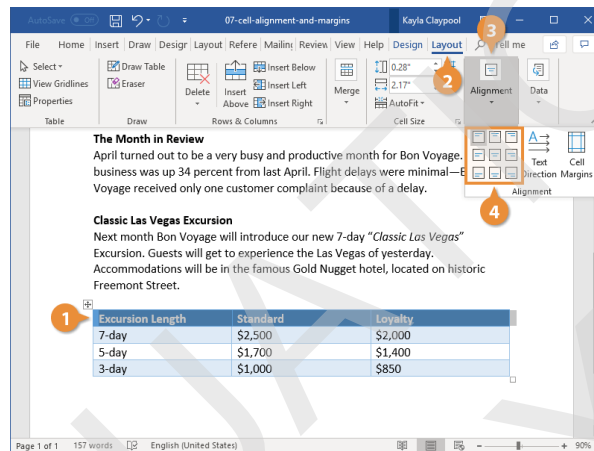 AutoSave Off 07-cell-alignment-and-margins Kayla Claypool
3
File Home Insert Draw Desigr Layout Refere Mailing Review View Help Design Layout Tell me
Select
View Gridlines
Properties
Table
Draw Table
Eraser
Draw
Delete
Insert Above
Insert Below
Insert Left
Insert Right
Rows & Columns
Merge
0.28"
2.17"
AutoFit
Cell Size
2
Alignment
Data
Text Direction
Cell Margins
Alignment
4
The Month in Review
April turned out to be a very busy and productive month for Bon Voyage.
business was up 34 percent from last April. Flight delays were minimal—
Voyage received only one customer complaint because of a delay.
Classic Las Vegas Excursion
Next month Bon Voyage will introduce our new 7-day “Classic Las Vegas”
Excursion. Guests will get to experience the Las Vegas of yesterday.
Accommodations will be in the famous Gold Nugget hotel, located on historic
Freemont Street.
1
Excursion Length Standard Loyalty
7-day $2,500 $2,000
5-day $1,700 $1,400
3-day $1,000 $850
Page 1 of 1 157 words English (United States) 90%